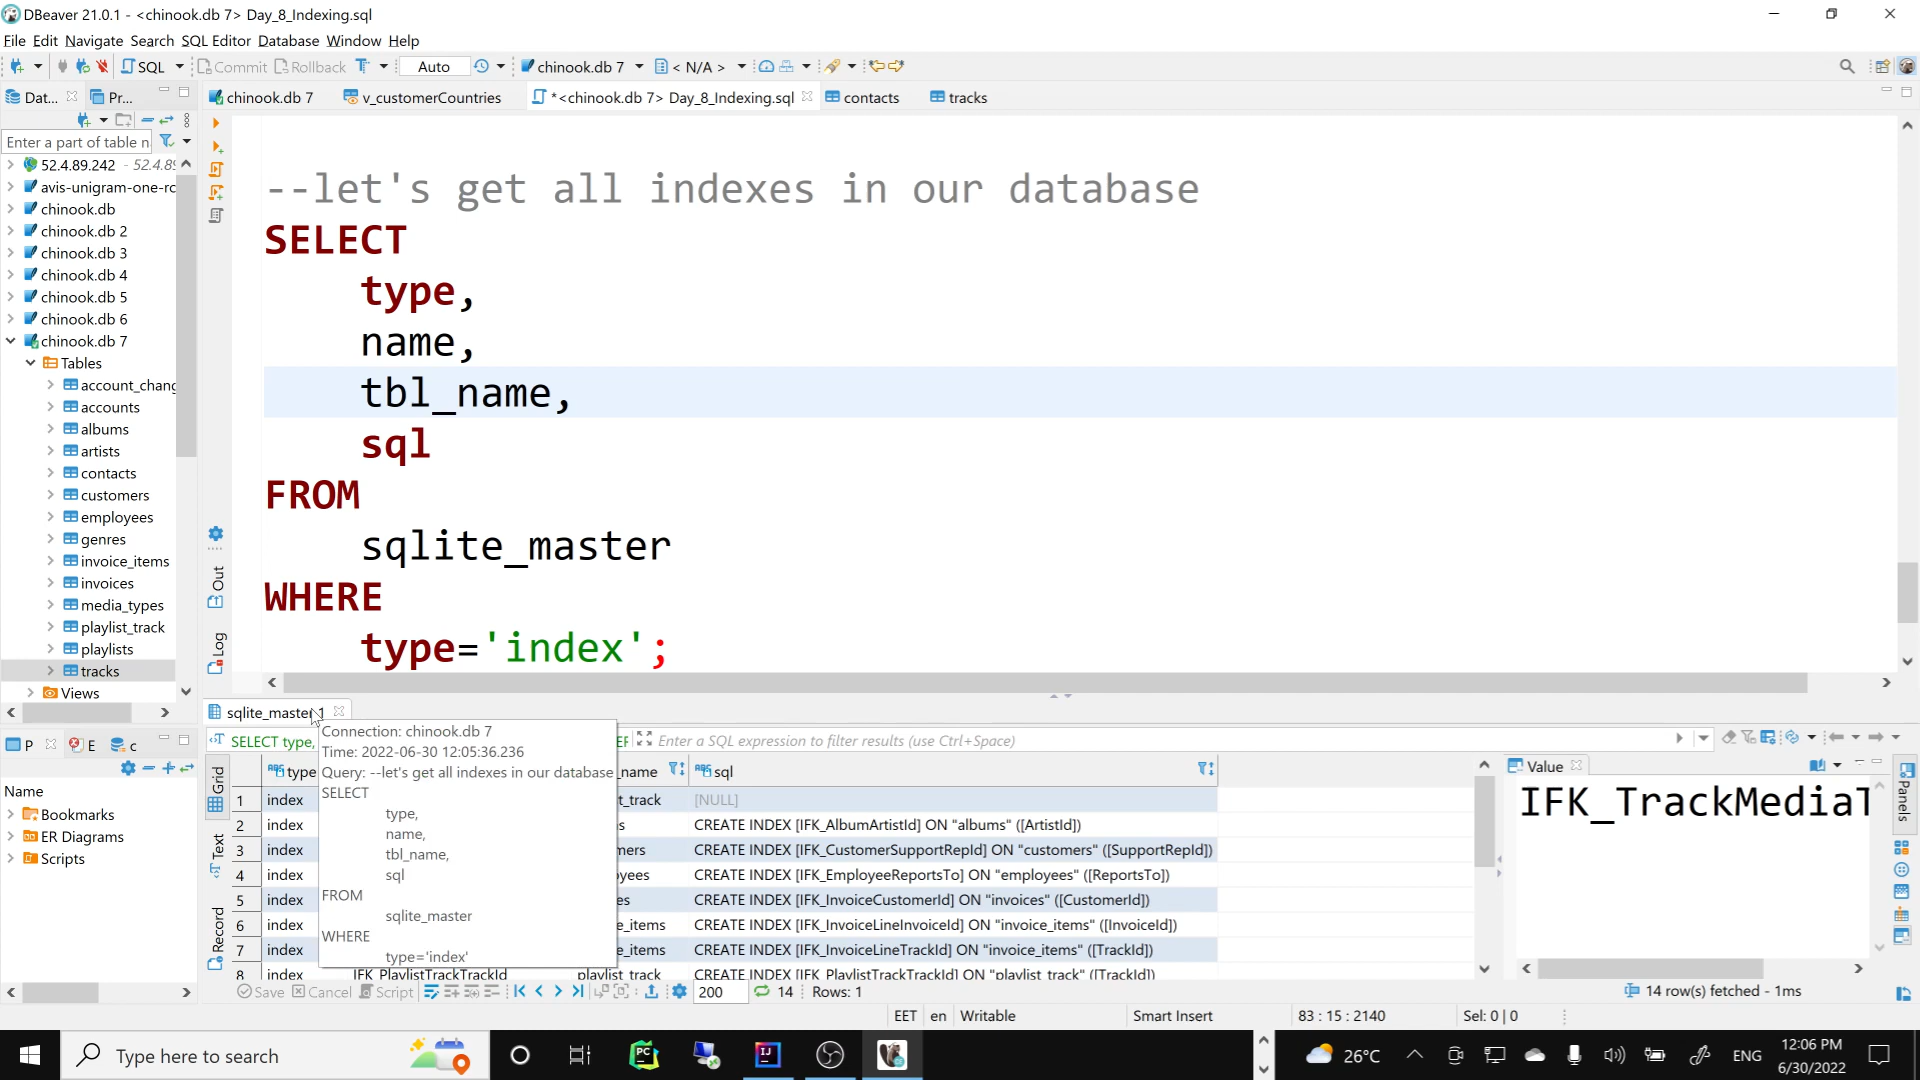 DBeaver 21.0.1 - <chinook.db 7> Day_8_Indexing.sql
File Edit Navigate Search SQL Editor Database Window Help
SQL Commit Rollback Auto chinook.db 7 < N/A >
Dat... Pr...
chinook.db 7 v_customerCountries *<chinook.db 7> Day_8_Indexing.sql contacts tracks
Enter a part of table n
52.4.89.242 - 52.4.89
avis-unigram-one-rc
chinook.db
chinook.db 2
chinook.db 3
chinook.db 4
chinook.db 5
chinook.db 6
chinook.db 7
Tables
account_chang
accounts
albums
artists
contacts
customers
employees
genres
invoice_items
invoices
media_types
playlist_track
playlists
tracks
Views
Out
Log
--let's get all indexes in our database
SELECT
type,
name,
tbl_name,
sql
FROM
sqlite_master
WHERE
type='index';
P E c
Name
Bookmarks
ER Diagrams
Scripts
sqlite_master 1
SELECT type,
Enter a SQL expression to filter results (use Ctrl+Space)
Connection: chinook.db 7
Time: 2022-06-30 12:05:36.236
Query: --let's get all indexes in our database
SELECT
type,
name,
tbl_name,
sql
FROM
sqlite_master
WHERE
type='index'
Grid
Text
Record
type _name sql
1 index t_track [NULL]
2 index s CREATE INDEX [IFK_AlbumArtistId] ON "albums" ([ArtistId])
3 index mers CREATE INDEX [IFK_CustomerSupportRepId] ON "customers" ([SupportRepId])
4 index yees CREATE INDEX [IFK_EmployeeReportsTo] ON "employees" ([ReportsTo])
5 index es CREATE INDEX [IFK_InvoiceCustomerId] ON "invoices" ([CustomerId])
6 index e_items CREATE INDEX [IFK_InvoiceLineInvoiceId] ON "invoice_items" ([InvoiceId])
7 index e_items CREATE INDEX [IFK_InvoiceLineTrackId] ON "invoice_items" ([TrackId])
8 index IFK_PlaylistTrackTrackId playlist_track CREATE INDEX [IFK_PlaylistTrackTrackId] ON "playlist_track" ([TrackId])
Value
IFK_TrackMediaT
Panels
Save Cancel Script 200 14 Rows: 1
14 row(s) fetched - 1ms
EET en Writable Smart Insert 83 : 15 : 2140 Sel: 0 | 0
Type here to search
26°C ENG
12:06 PM
6/30/2022